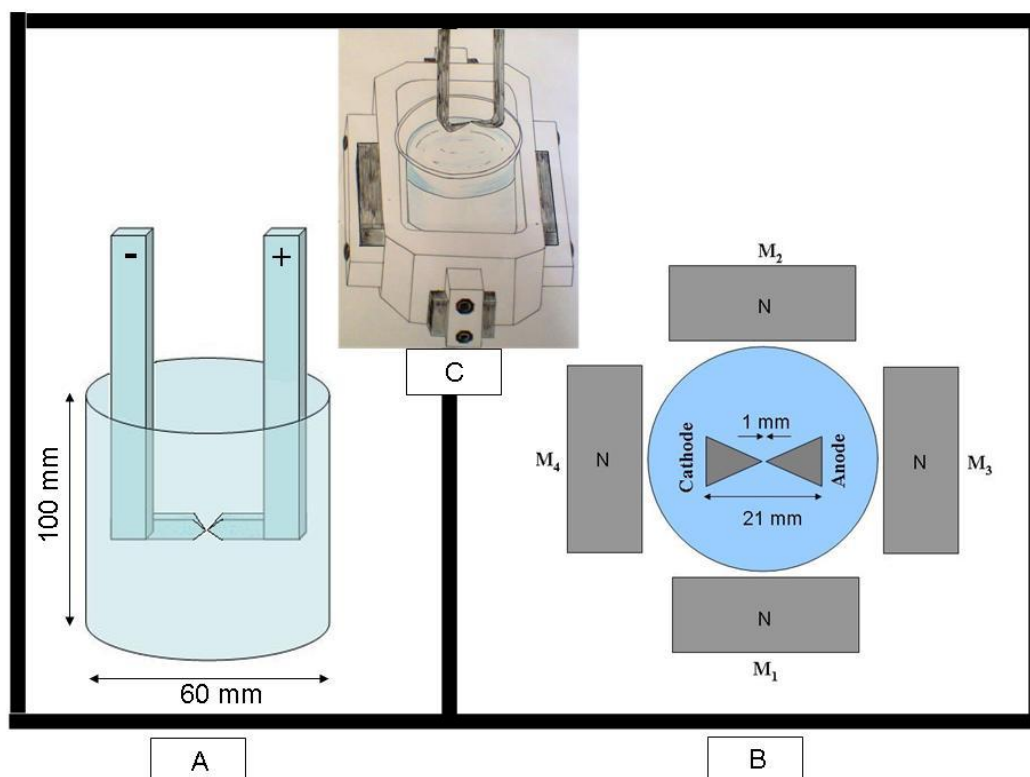 -
+
100 mm
60 mm
A
C
M₂
N
M₄
N
Cathode
1 mm
Anode
21 mm
N
M₃
N
M₁
B